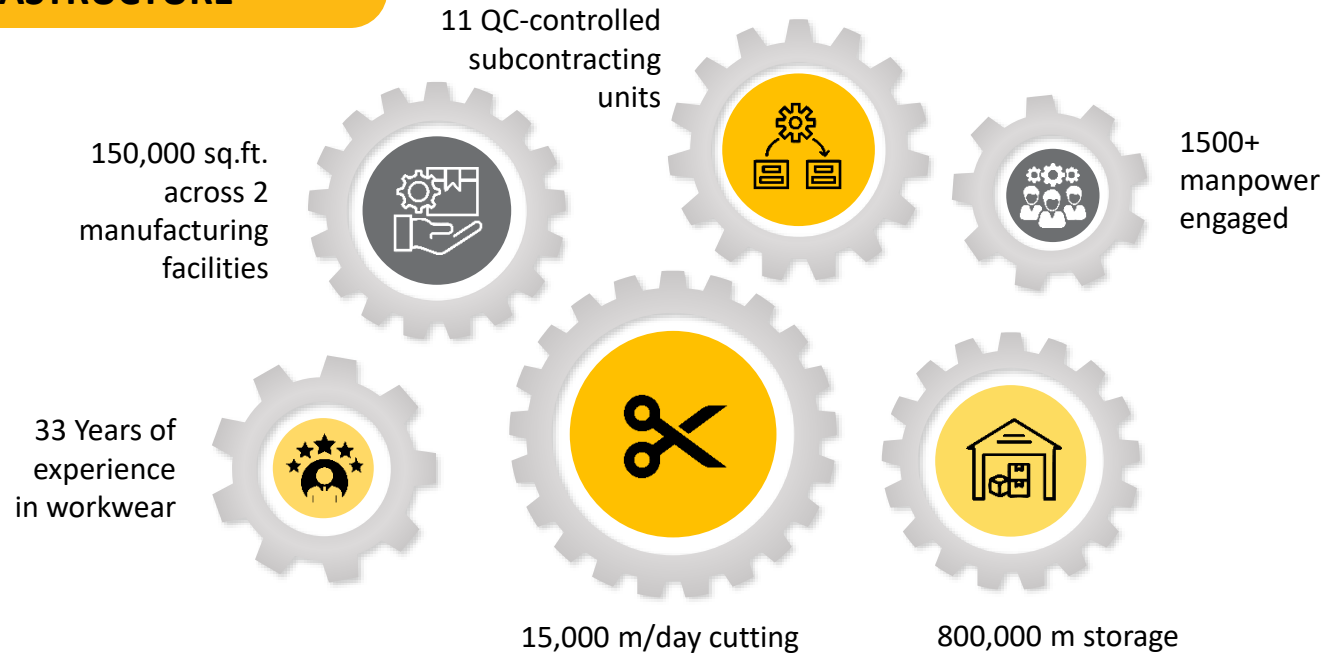 11 QC-controlled
subcontracting
units
150,000 sq.ft.
across 2
manufacturing
facilities
1500+
manpower
engaged
33 Years of
experience
in workwear
15,000 m/day cutting
800,000 m storage